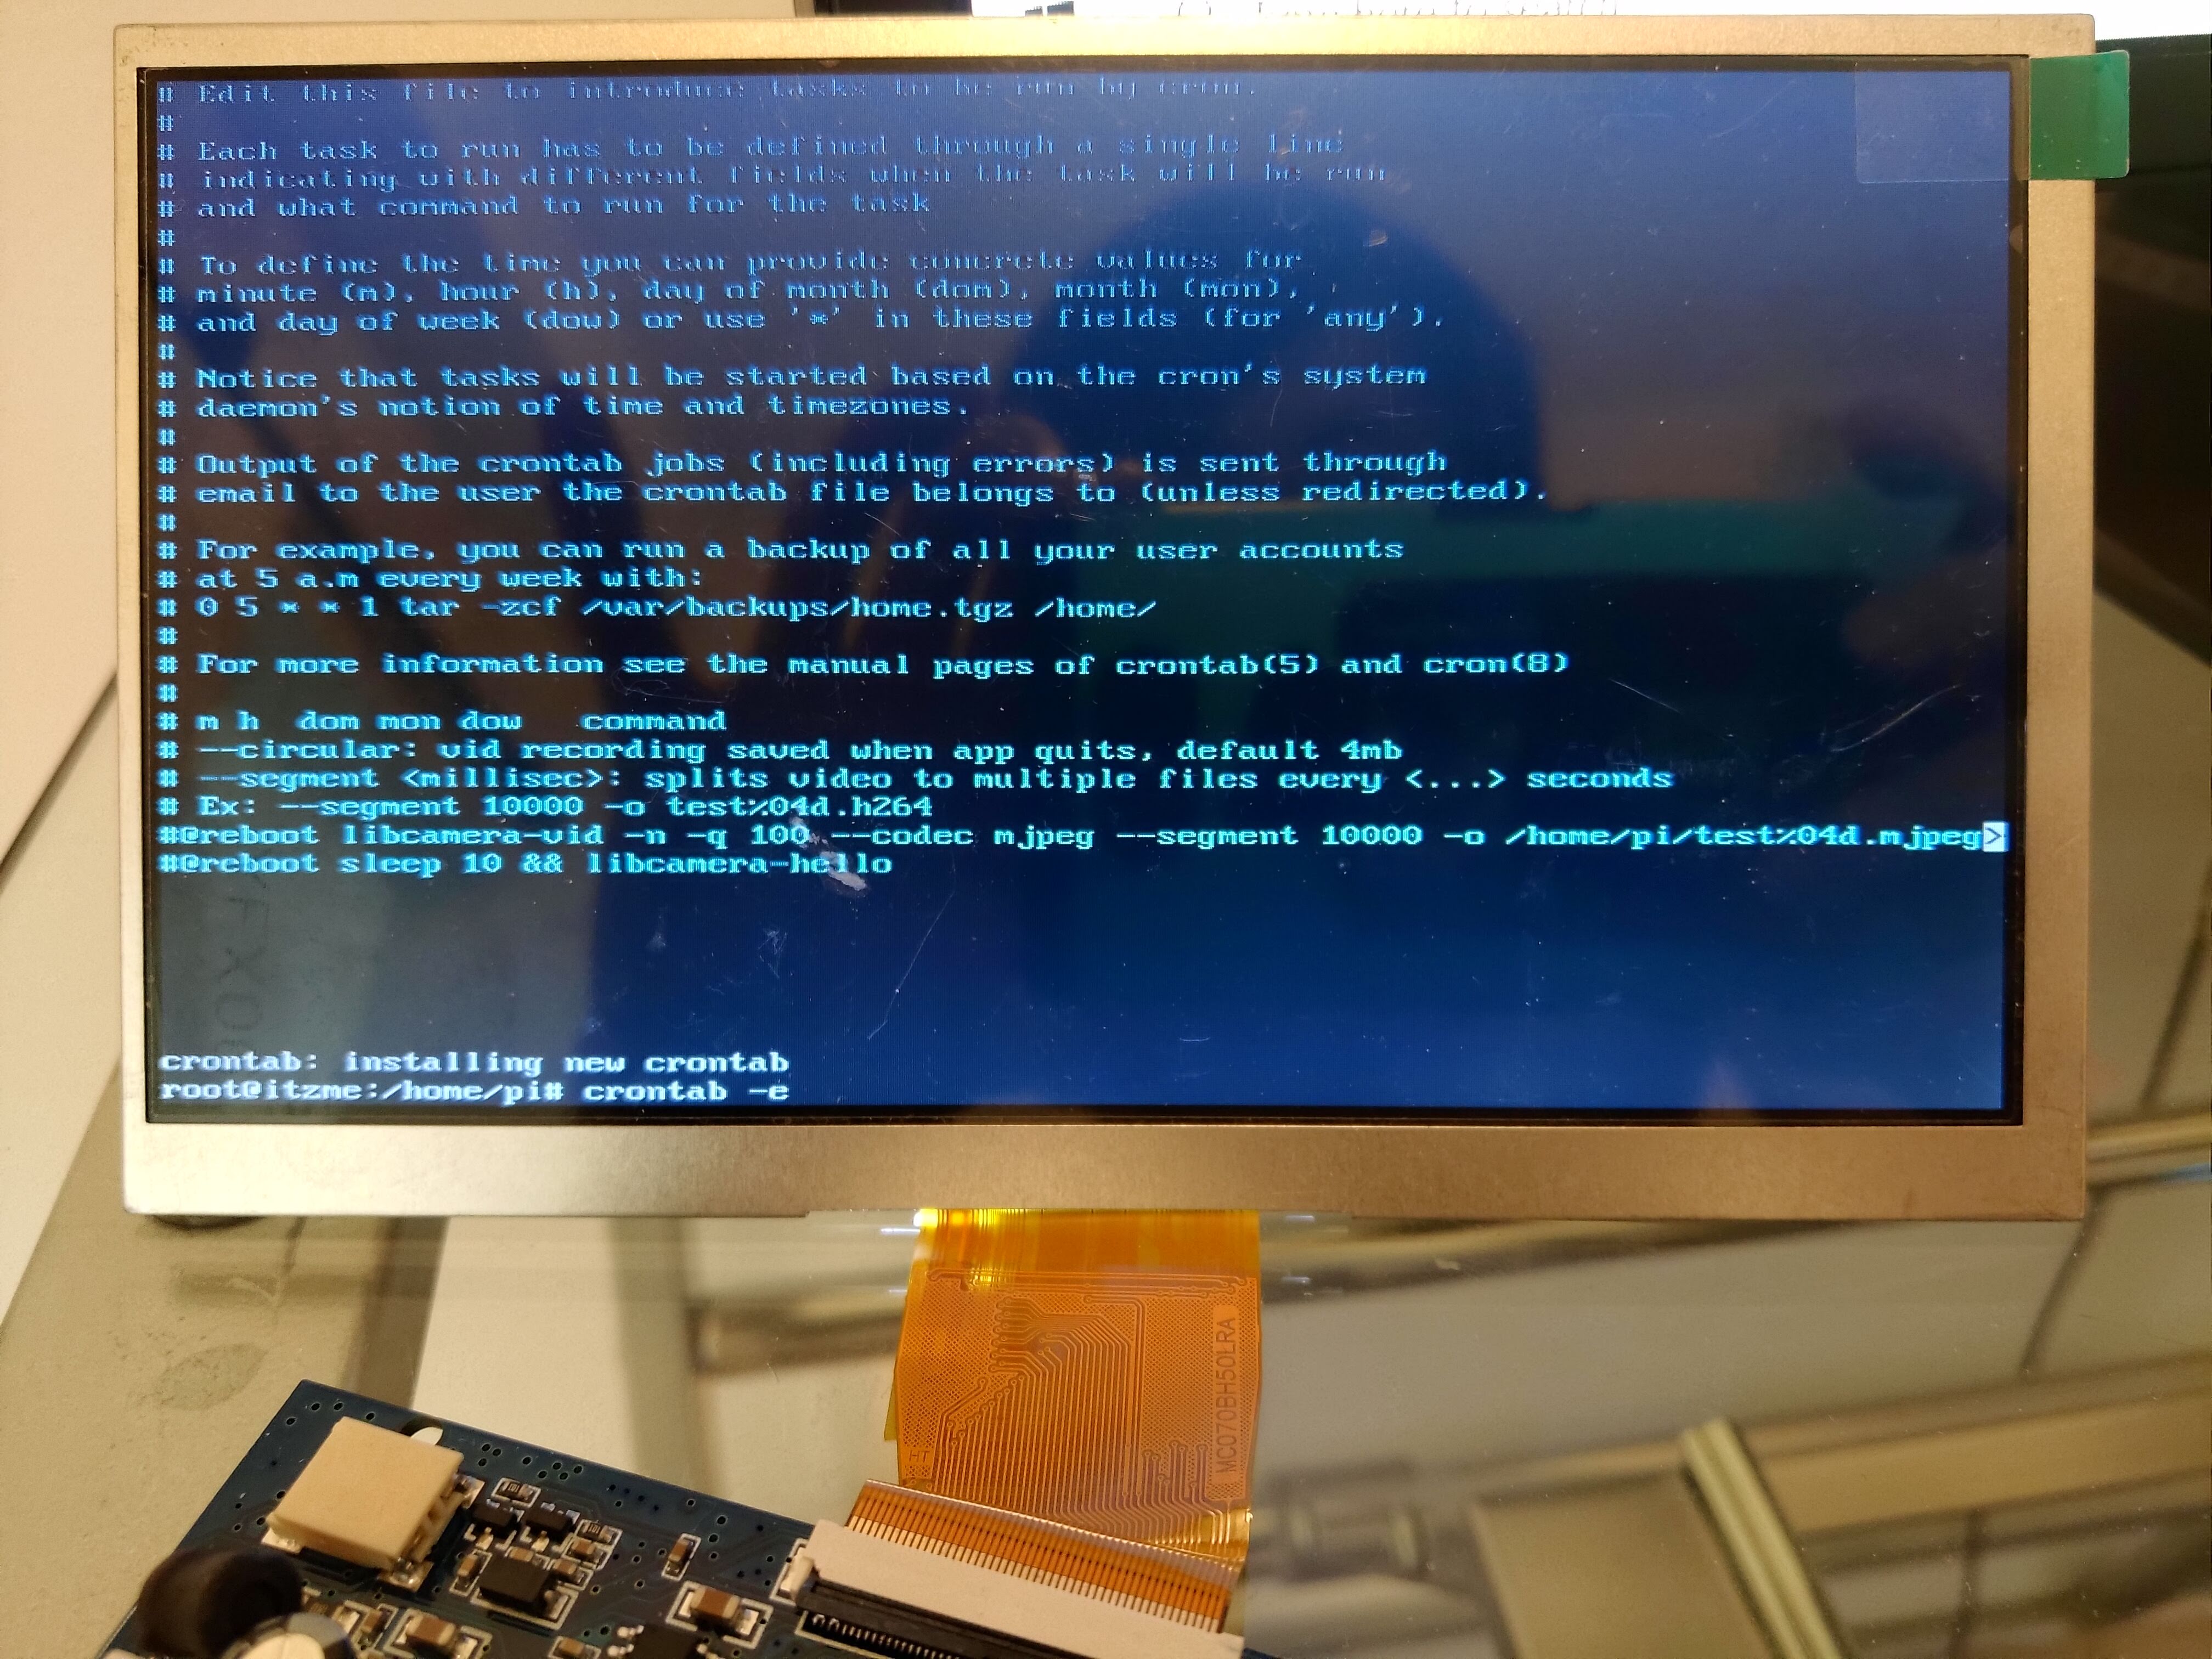 # Edit this file to introduce tasks to be run by cron.
#
# Each task to run has to be defined through a single line
# indicating with different fields when the task will be run
# and what command to run for the task
#
# To define the time you can provide concrete values for
# minute (m), hour (h), day of month (dom), month (mon),
# and day of week (dow) or use '*' in these fields (for 'any').
#
# Notice that tasks will be started based on the cron's system
# daemon's notion of time and timezones.
#
# Output of the crontab jobs (including errors) is sent through
# email to the user the crontab file belongs to (unless redirected).
#
# For example, you can run a backup of all your user accounts
# at 5 a.m every week with:
# 0 5 * * 1 tar -zcf /var/backups/home.tgz /home/
#
# For more information see the manual pages of crontab(5) and cron(8)
#
# m h  dom mon dow   command
# --circular: vid recording saved when app quits, default 4mb
# --segment <millisec>: splits video to multiple files every <...> seconds
# Ex: --segment 10000 -o test%04d.h264
#@reboot libcamera-vid -n -q 100 --codec mjpeg --segment 10000 -o /home/pi/test%04d.mjpeg>
#@reboot sleep 10 && libcamera-hello
crontab: installing new crontab
root@itzme:/home/pi# crontab -e
MC070BH50LRA